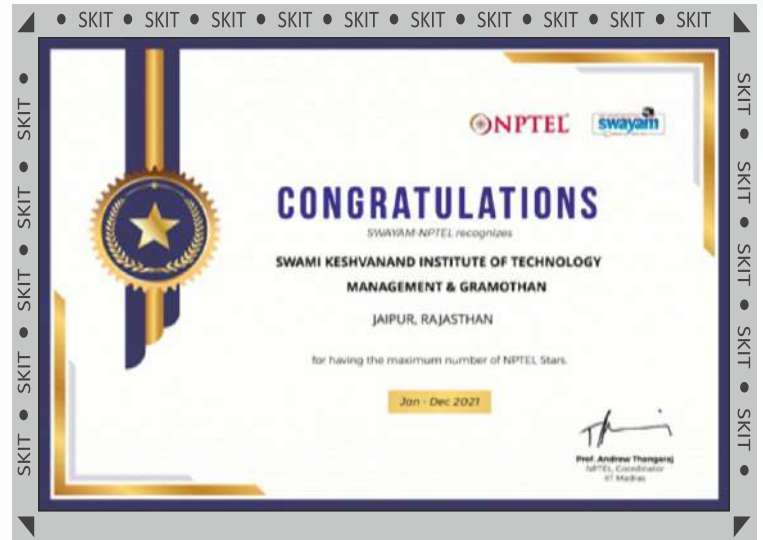 • SKIT • SKIT • SKIT • SKIT • SKIT • SKIT • SKIT • SKIT • SKIT • SKIT
SKIT • SKIT • SKIT • SKIT • SKIT •
NPTEL
swayam
CONGRATULATIONS
SWAYAM-NPTEL recognizes
SWAMI KESHVANAND INSTITUTE OF TECHNOLOGY
MANAGEMENT & GRAMOTHAN
JAIPUR, RAJASTHAN
for having the maximum number of NPTEL Stars.
Jan - Dec 2021
Prof. Andrew Thangaraj
NPTEL, Coordinator
IIT Madras
SKIT • SKIT • SKIT • SKIT • SKIT •